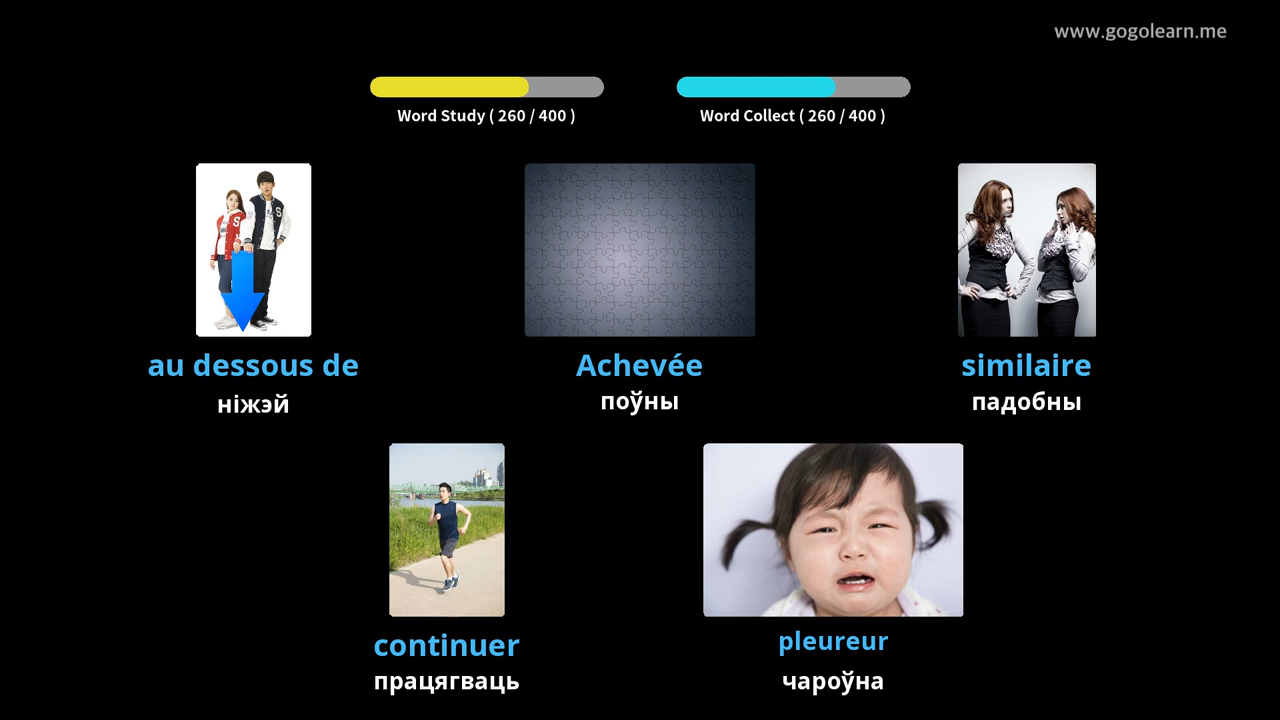 www.gogolearn.me
Word Study ( 260 / 400 )
Word Collect ( 260 / 400 )
S
S
au dessous de
ніжэй
Achevée
поўны
similaire
падобны
continuer
працягваць
pleureur
чароўна